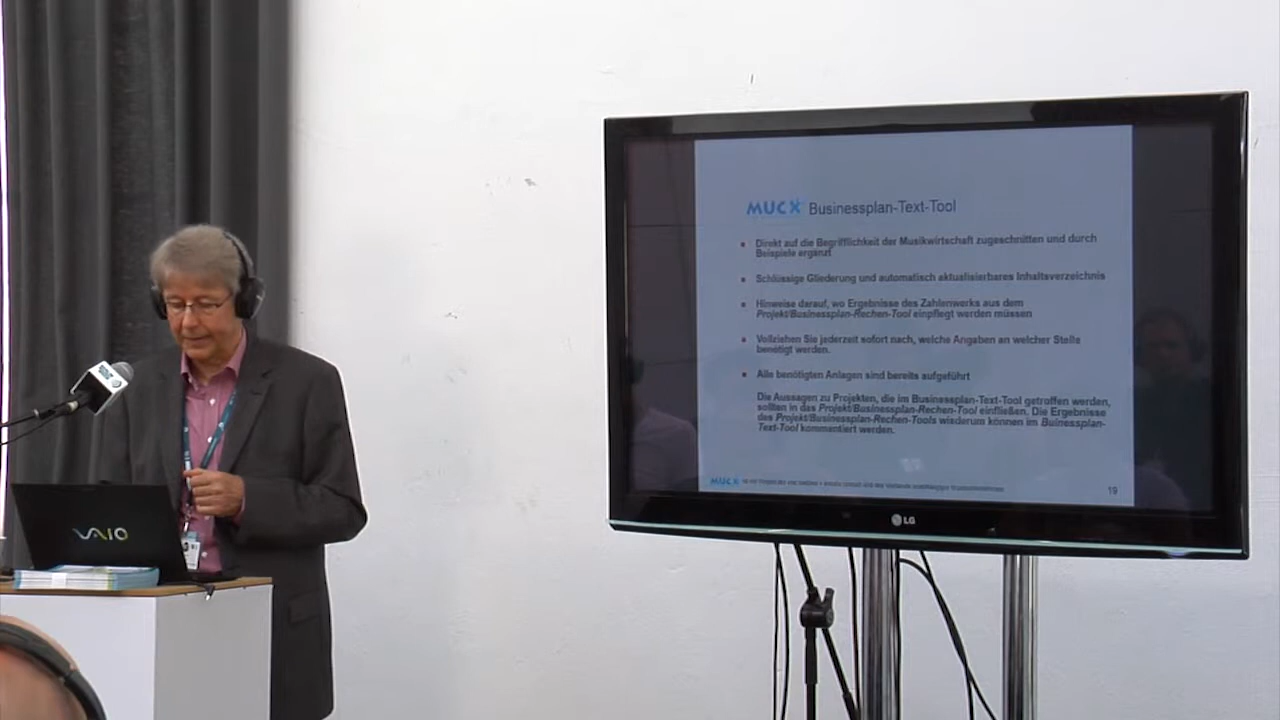 MUCX Businessplan-Text-Tool
Direkt auf die Begrifflichkeit der Musikwirtschaft zugeschnitten und durch
Beispiele ergänzt
Schlüssige Gliederung und automatisch aktualisierbares Inhaltsverzeichnis
Hinweise darauf, wo Ergebnisse des Zahlenwerks aus dem
Projekt/Businessplan-Rechen-Tool einpflegt werden müssen
Vollziehen Sie jederzeit sofort nach, welche Angaben an welcher Stelle
benötigt werden.
Alle benötigten Anlagen sind bereits aufgeführt
Die Aussagen zu Projekten, die im Businessplan-Text-Tool getroffen werden,
sollten in das Projekt/Businessplan-Rechen-Tool einfließen. Die Ergebnisse
des Projekt/Businessplan-Rechen-Tools wiederum können im Buinessplan-
Text-Tool kommentiert werden.
MUCX
19
LG
VAIO